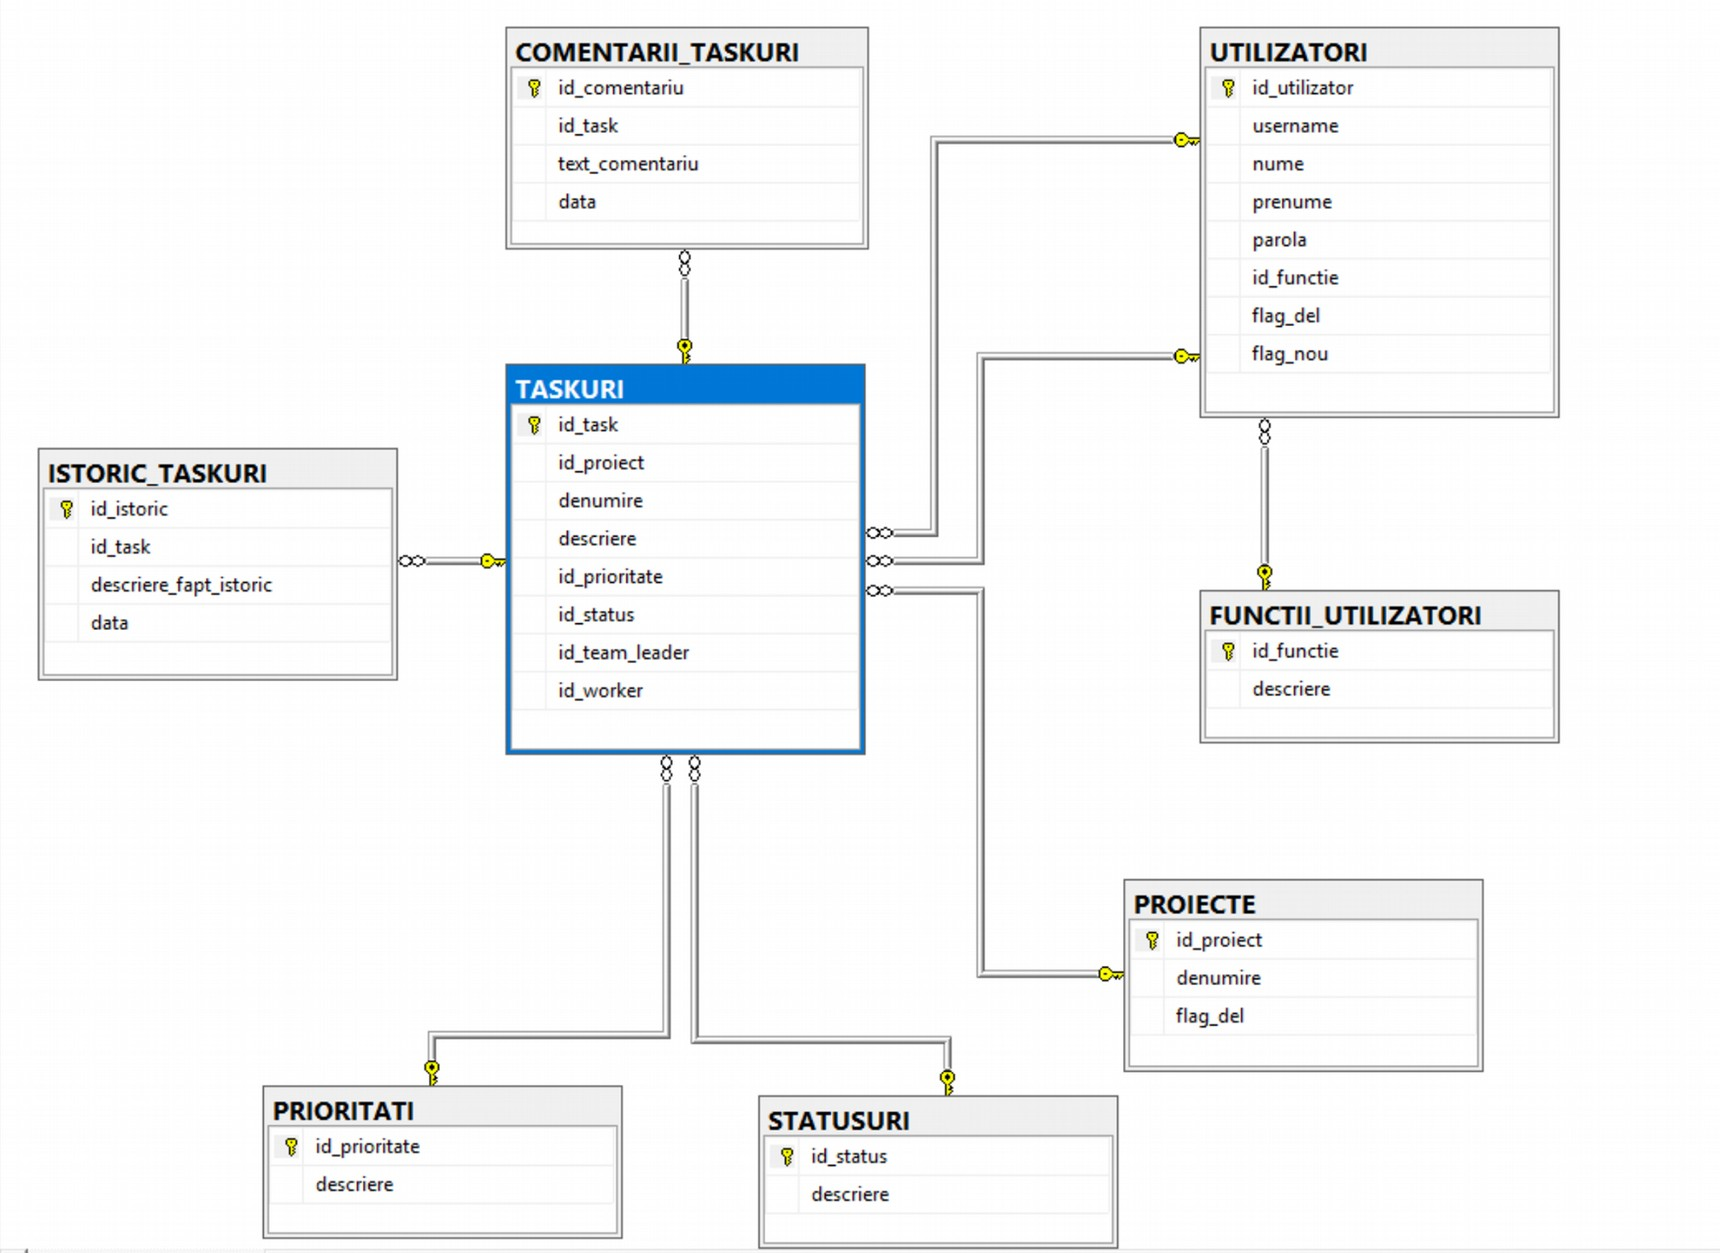 COMENTARII_TASKURI
id_comentariu
id_task
text_comentariu
data
UTILIZATORI
id_utilizator
username
nume
prenume
parola
id_functie
flag_del
flag_nou
TASKURI
id_task
id_proiect
denumire
descriere
id_prioritate
id_status
id_team_leader
id_worker
ISTORIC_TASKURI
id_istoric
id_task
descriere_fapt_istoric
data
FUNCTII_UTILIZATORI
id_functie
descriere
PROIECTE
id_proiect
denumire
flag_del
PRIORITATI
id_prioritate
descriere
STATUSURI
id_status
descriere